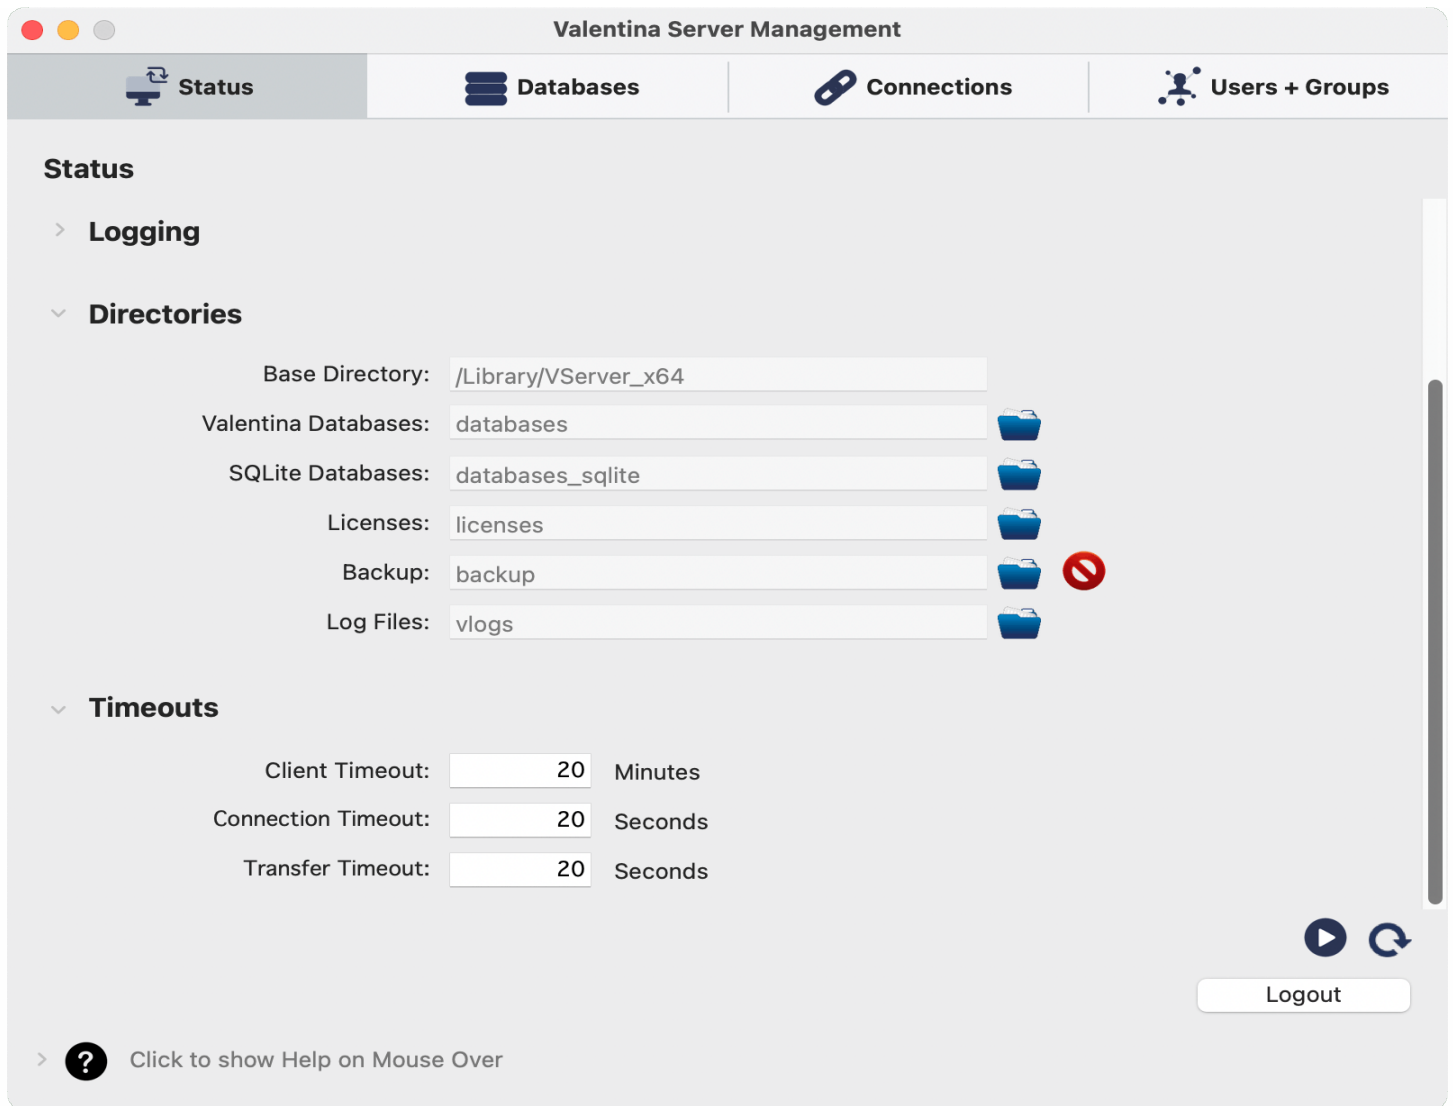 Valentina Server Management
Status
Databases
Connections
Users + Groups
Status
Logging
Directories
Base Directory: /Library/VServer_x64
Valentina Databases: databases
SQLite Databases: databases_sqlite
Licenses: licenses
Backup: backup
Log Files: vlogs
Timeouts
Client Timeout: 20 Minutes
Connection Timeout: 20 Seconds
Transfer Timeout: 20 Seconds
Logout
? Click to show Help on Mouse Over